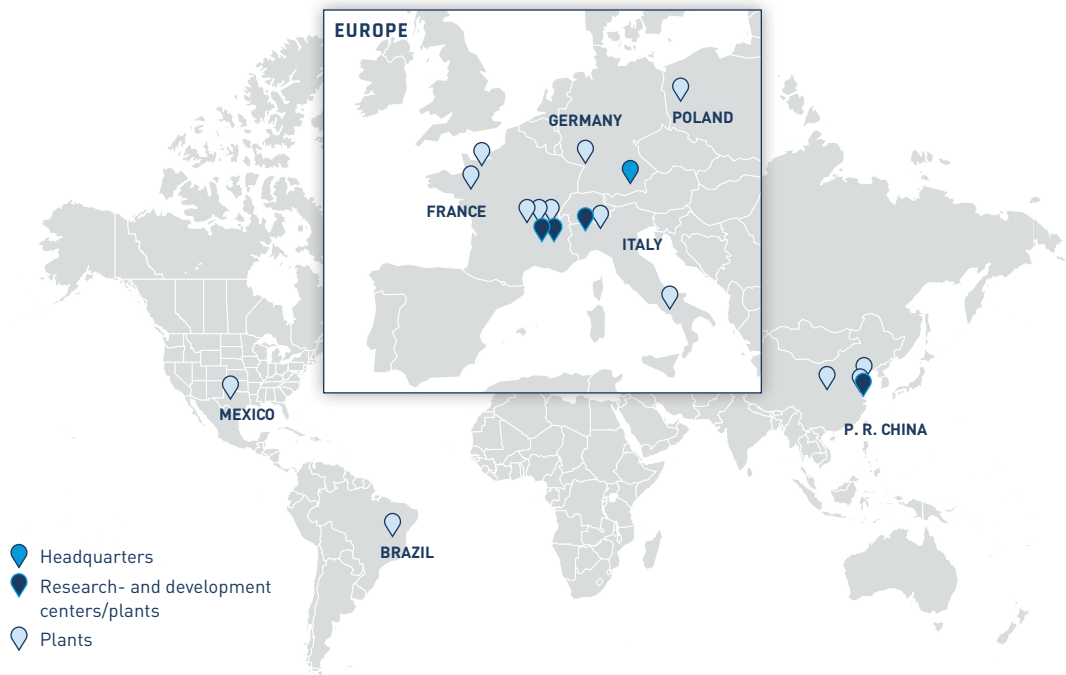 EUROPE
POLAND
GERMANY
FRANCE
ITALY
MEXICO
P. R. CHINA
BRAZIL
Headquarters
Research- and development
centers/plants
Plants